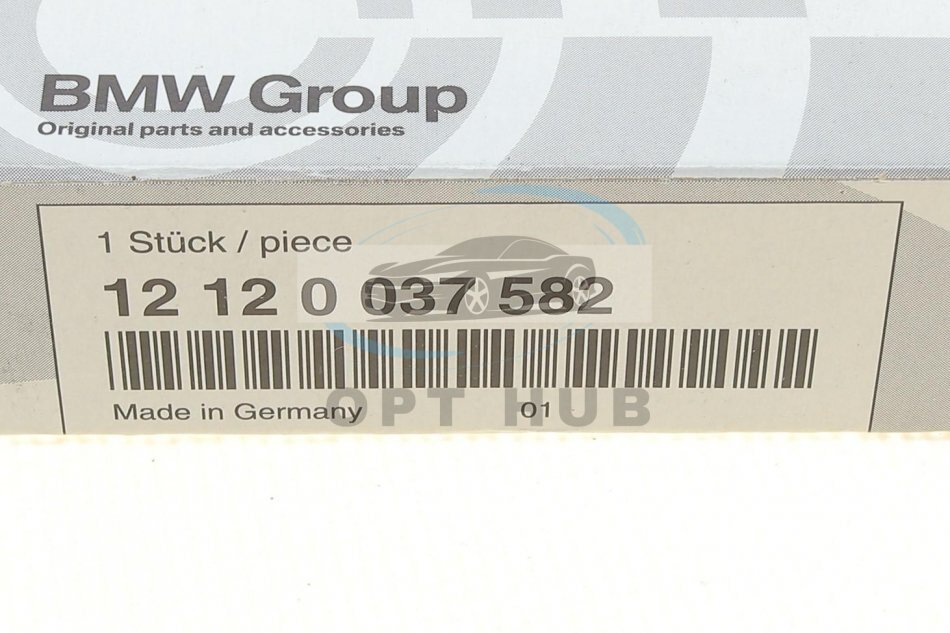 BMW Group
Original parts and accessories
1 Stück / piece
12 12 0 037 582
Made in Germany
01
OPT HUB